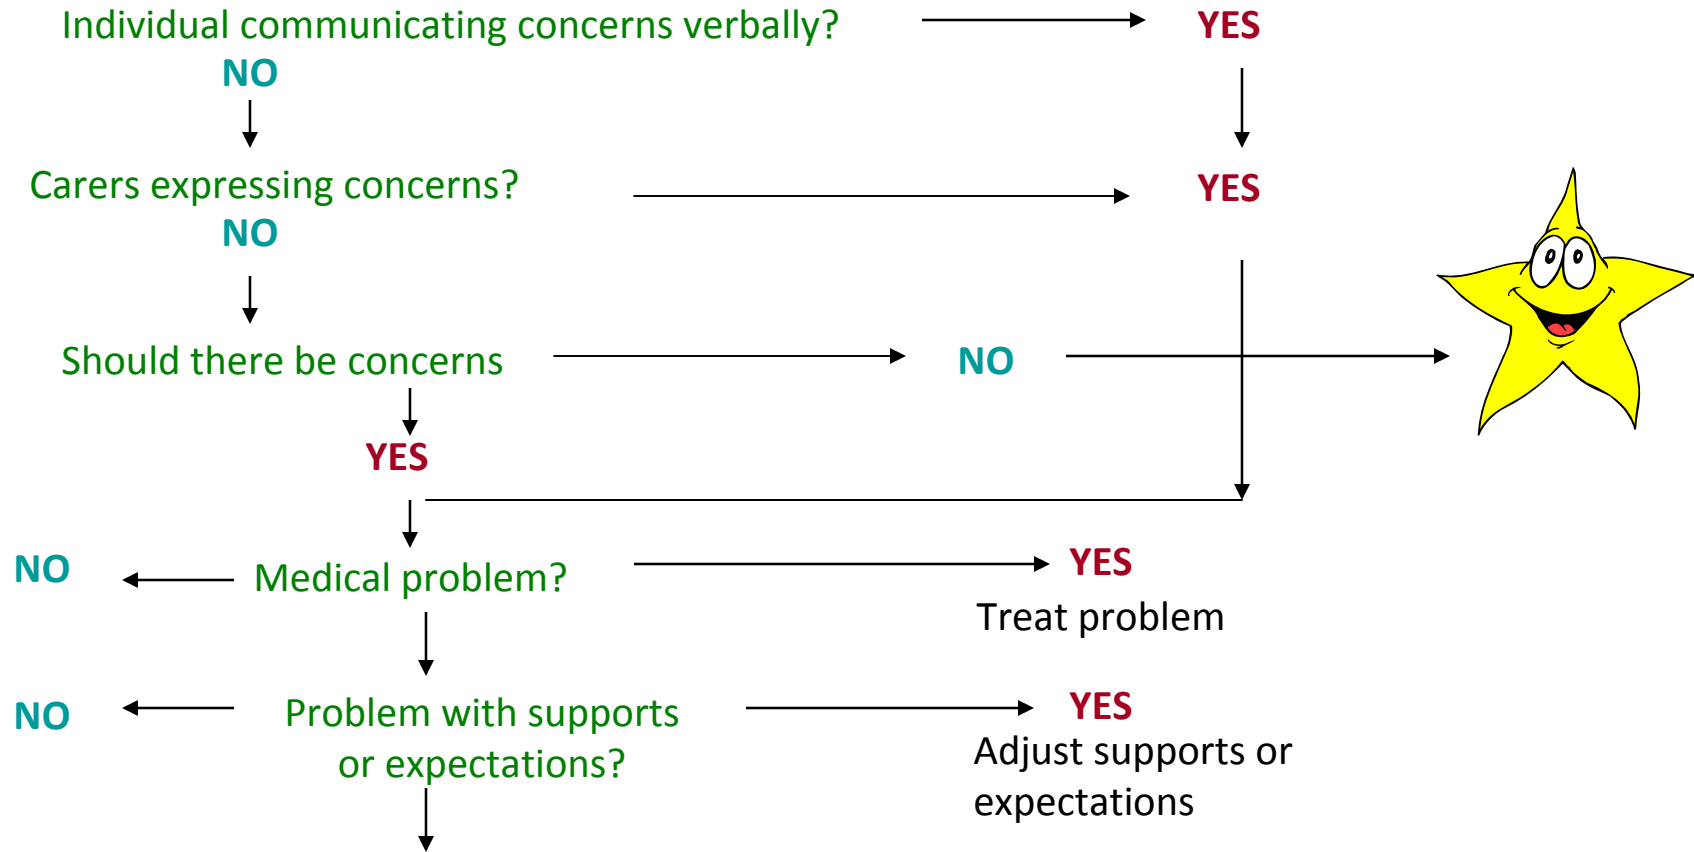 Individual communicating concerns verbally?
YES
NO
Carers expressing concerns?
YES
NO
Should there be concerns
NO
YES
NO
Medical problem?
YES
Treat problem
NO
Problem with supports
or expectations?
YES
Adjust supports or
expectations